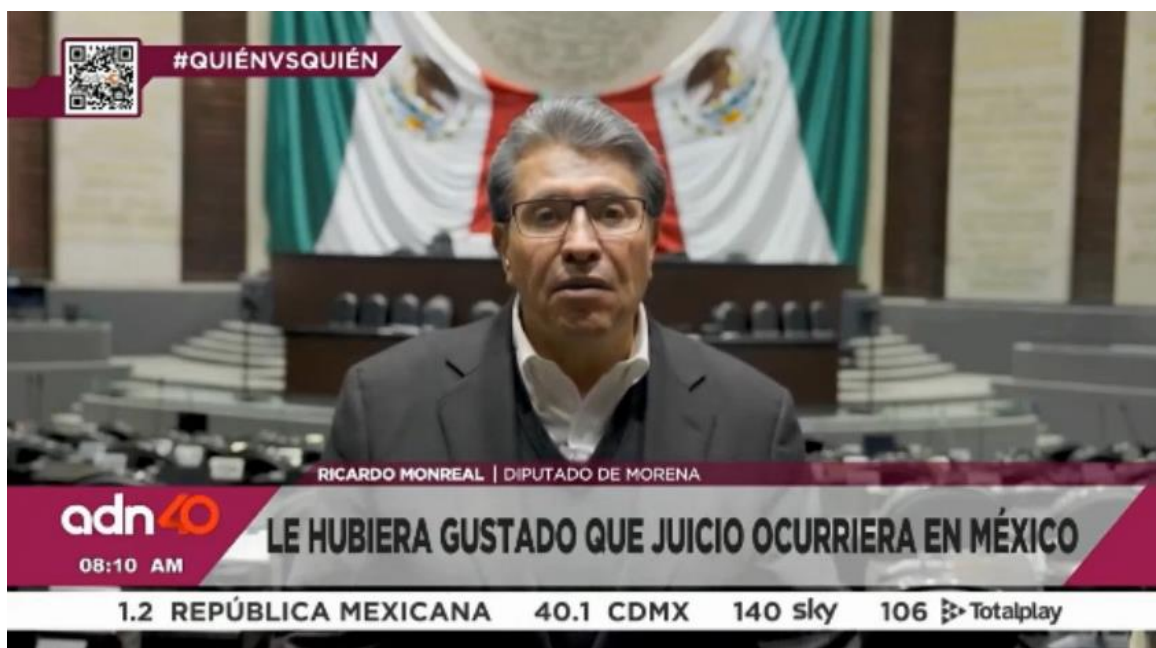 #QUIÉNVSQUIÉN
RICARDO MONREAL | DIPUTADO DE MORENA
adn40
LE HUBIERA GUSTADO QUE JUICIO OCURRIERA EN MÉXICO
08:10 AM
1.2 REPÚBLICA MEXICANA 40.1 CDMX 140 sky 106 Totalplay